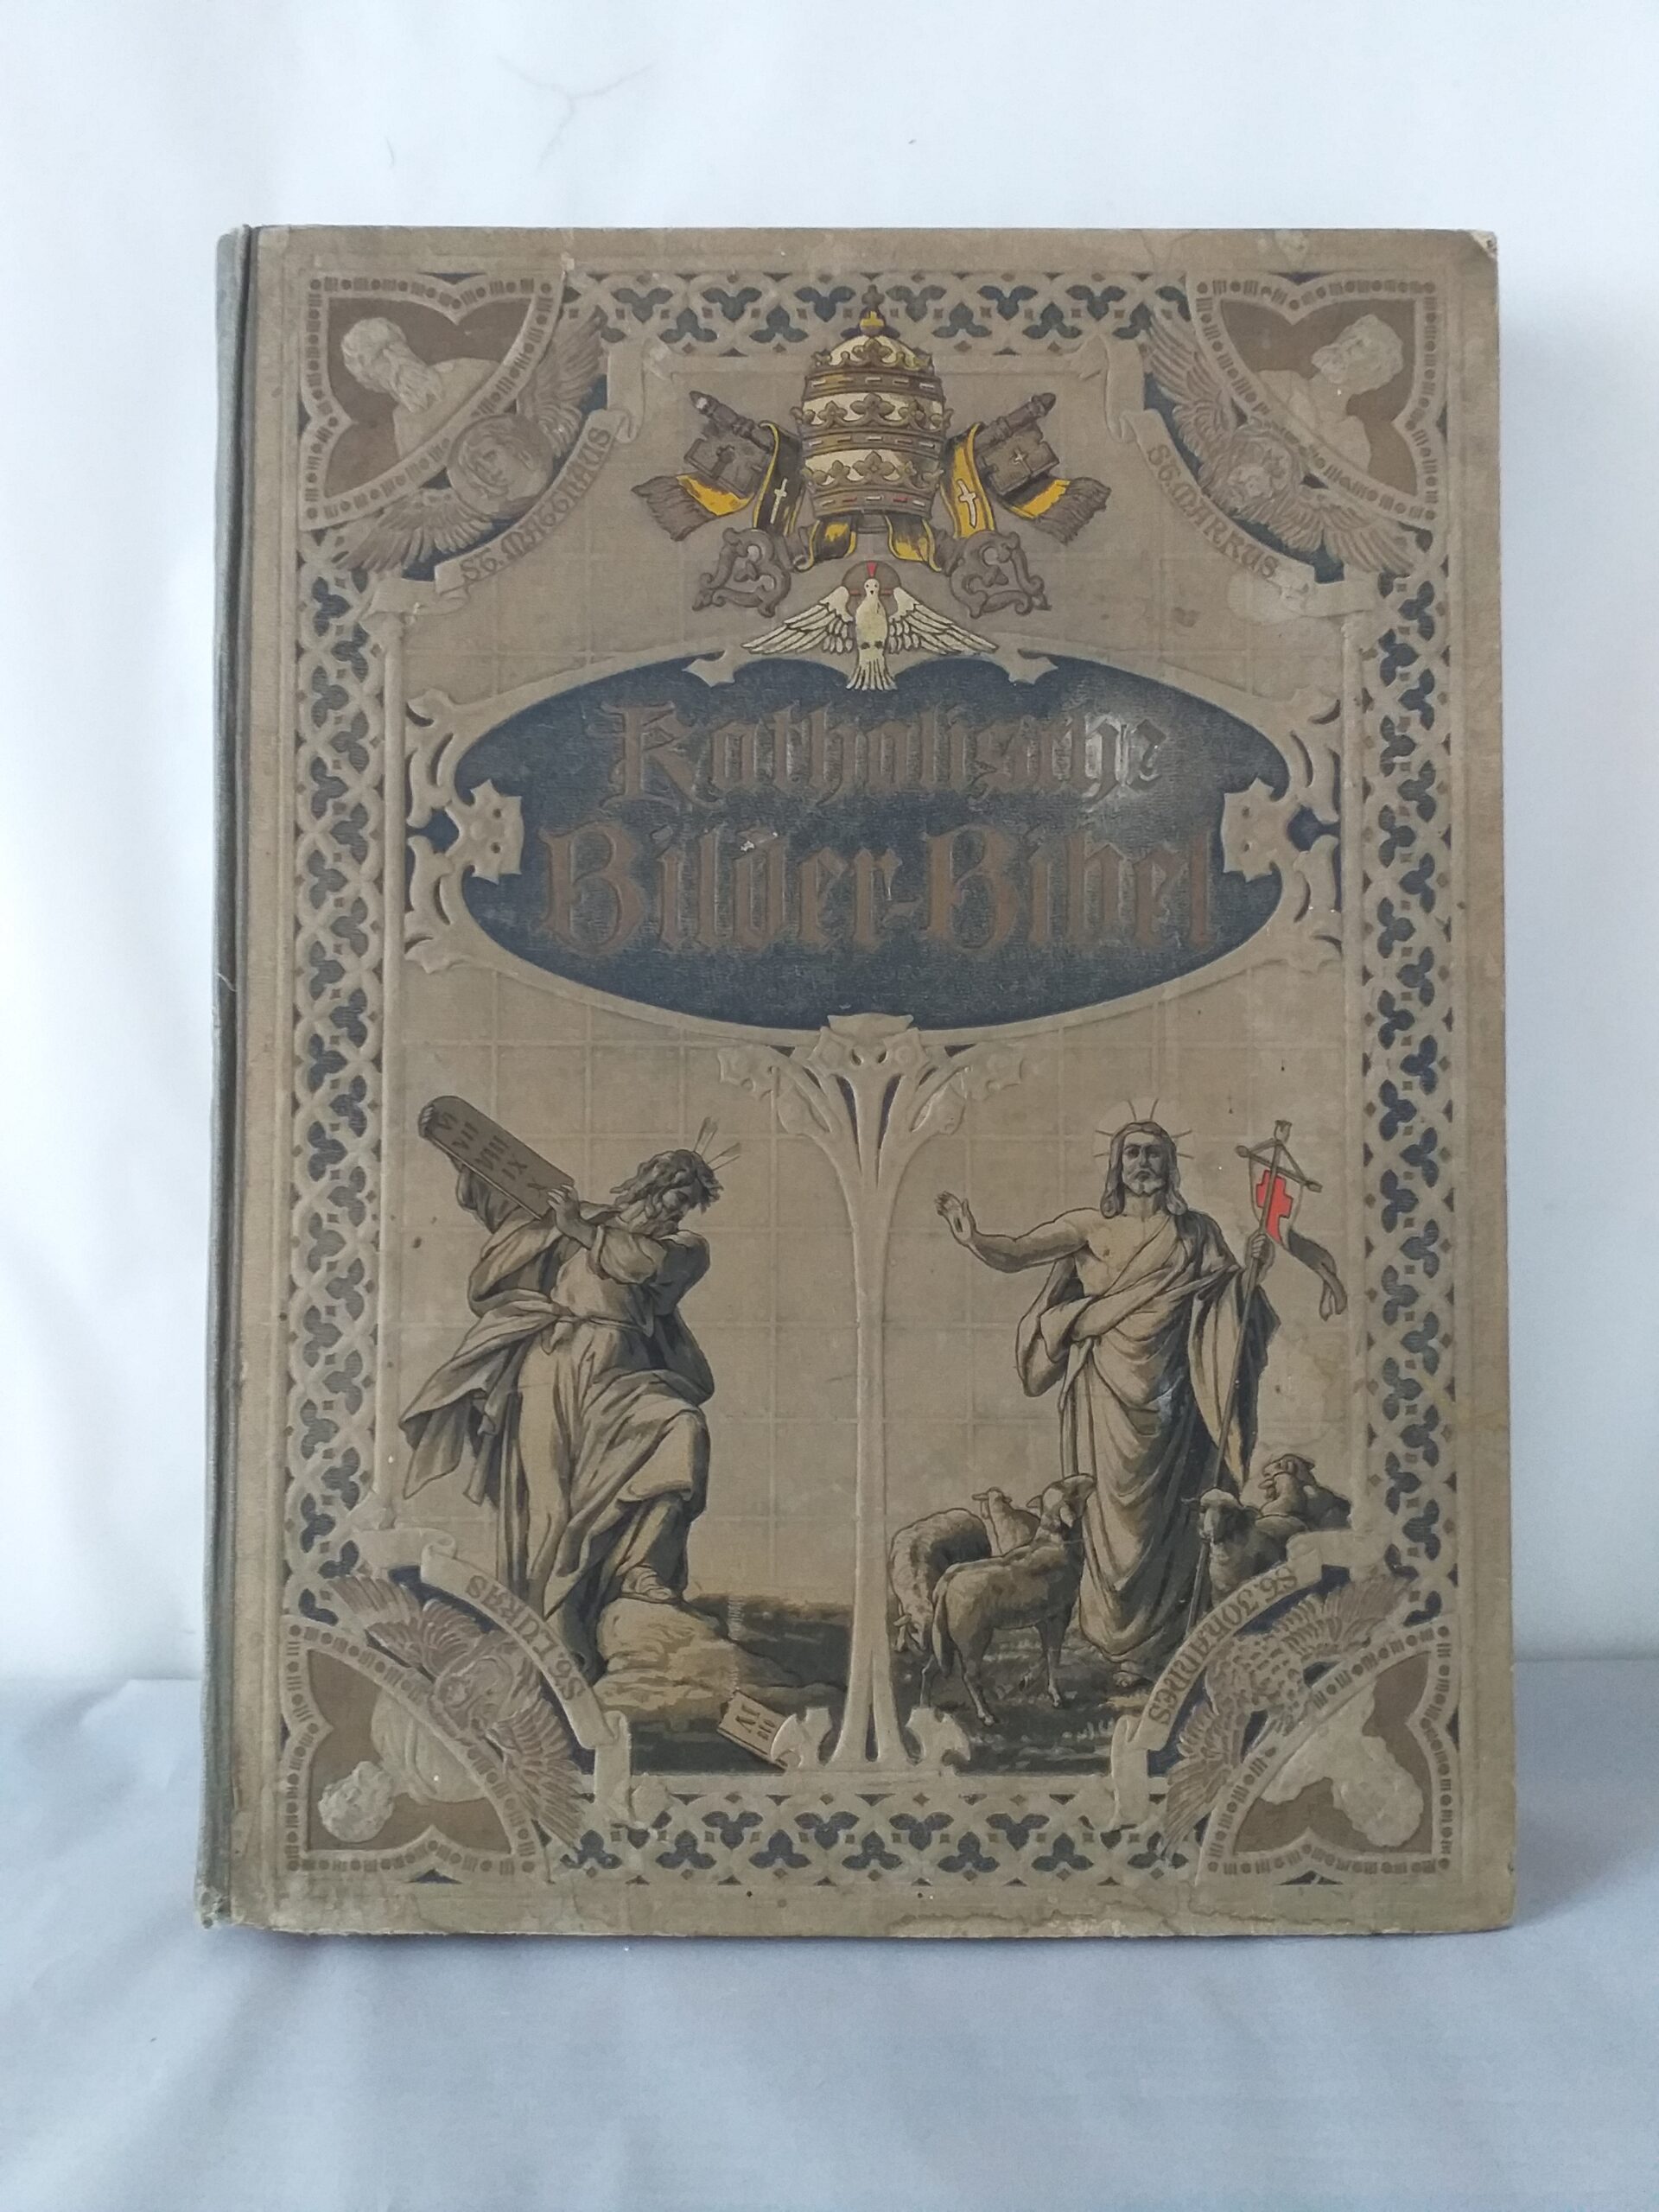 St. Matthäus
St. Markus
Katholische
Bilder-Bibel
St. Lukas
St. Johannes